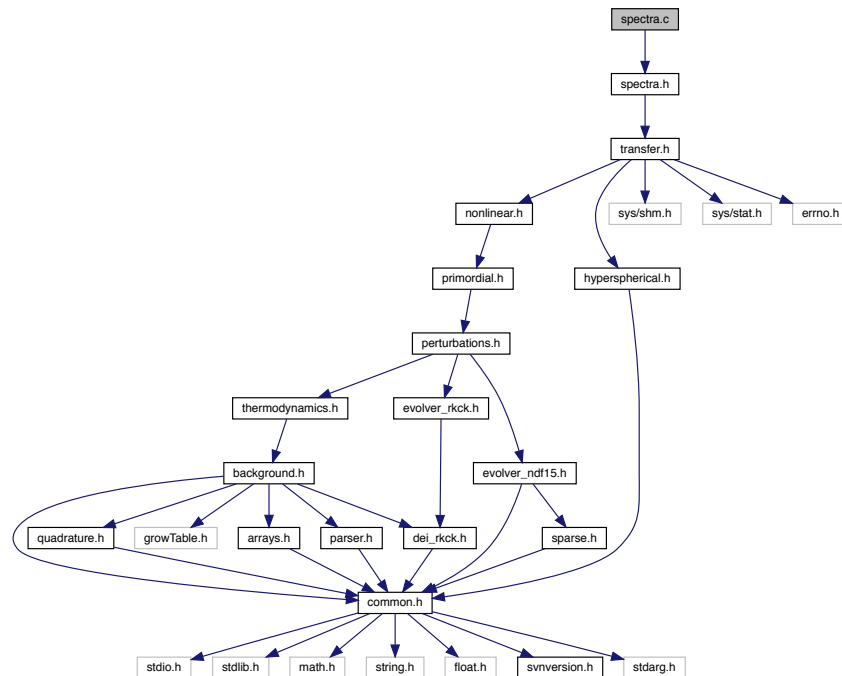 spectra.c
spectra.h
transfer.h
nonlinear.h
sys/shm.h
sys/stat.h
errno.h
primordial.h
hyperspherical.h
perturbations.h
thermodynamics.h
evolver_rkck.h
background.h
evolver_ndf15.h
quadrature.h
growTable.h
arrays.h
parser.h
dei_rkck.h
sparse.h
common.h
stdio.h
stdlib.h
math.h
string.h
float.h
svnversion.h
stdarg.h